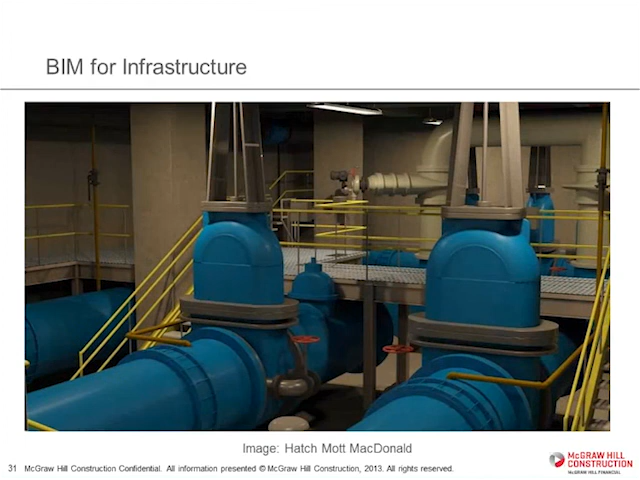 BIM for Infrastructure
Image: Hatch Mott MacDonald
31 McGraw Hill Construction Confidential. All information presented © McGraw Hill Construction, 2013. All rights reserved.
McGRAW HILL
CONSTRUCTION
McGRAW HILL FINANCIAL